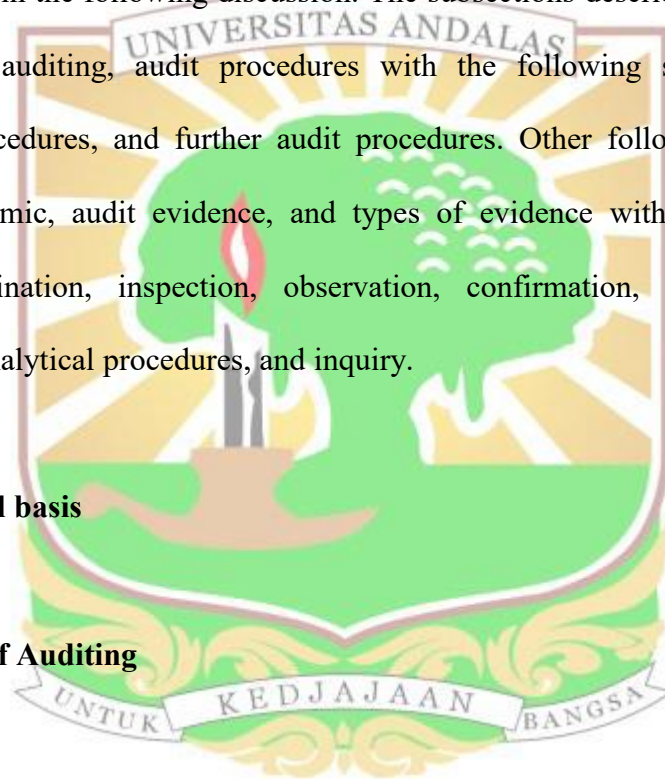 in the following discussion. The subsections descri
UNIVERSITAS ANDALAS
auditing, audit procedures with the following s
cedures, and further audit procedures. Other follo
mic, audit evidence, and types of evidence with
ination, inspection, observation, confirmation,
alytical procedures, and inquiry.
l basis
f Auditing
UNTUK KEDJAJAAN BANGSA